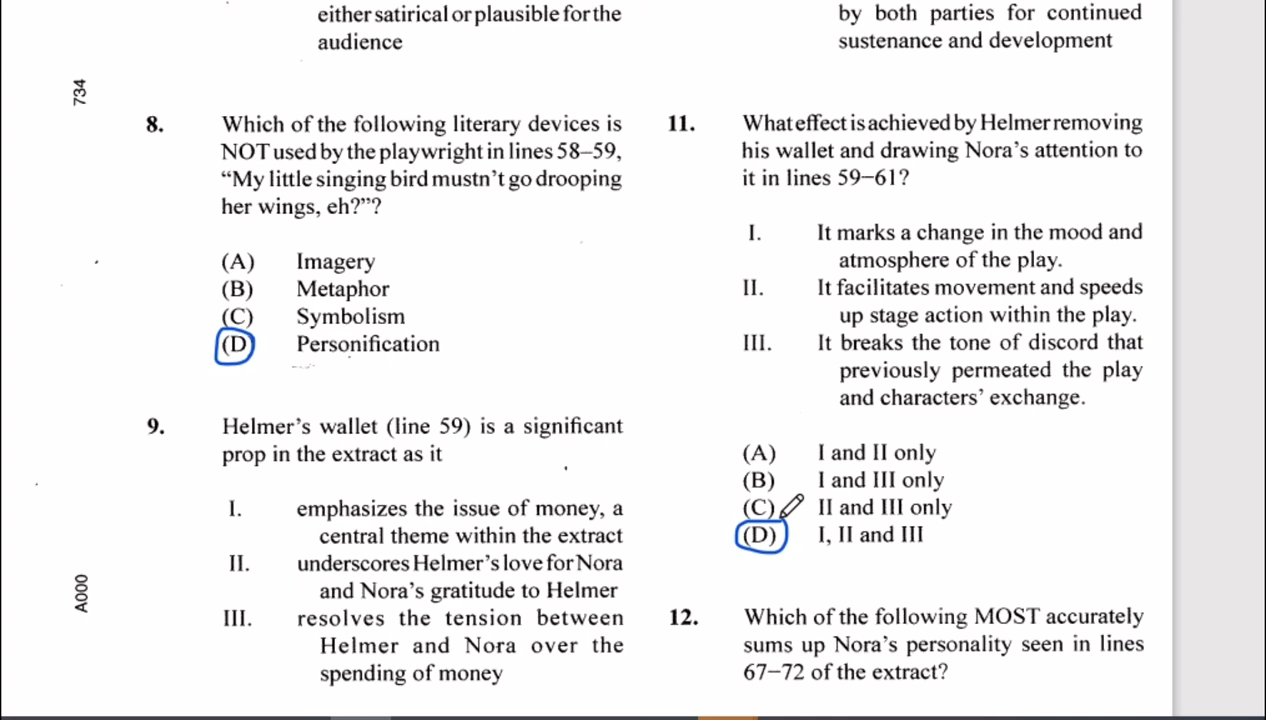 either satirical or plausible for the
audience
734
8. Which of the following literary devices is
NOT used by the playwright in lines 58–59,
“My little singing bird mustn’t go drooping
her wings, eh?”?
(A) Imagery
(B) Metaphor
(C) Symbolism
(D) Personification
9. Helmer’s wallet (line 59) is a significant
prop in the extract as it
I. emphasizes the issue of money, a
central theme within the extract
II. underscores Helmer’s love for Nora
and Nora’s gratitude to Helmer
III. resolves the tension between
Helmer and Nora over the
spending of money
A000
by both parties for continued
sustenance and development
11. What effect is achieved by Helmer removing
his wallet and drawing Nora’s attention to
it in lines 59–61?
I. It marks a change in the mood and
atmosphere of the play.
II. It facilitates movement and speeds
up stage action within the play.
III. It breaks the tone of discord that
previously permeated the play
and characters’ exchange.
(A) I and II only
(B) I and III only
(C) II and III only
(D) I, II and III
12. Which of the following MOST accurately
sums up Nora’s personality seen in lines
67–72 of the extract?